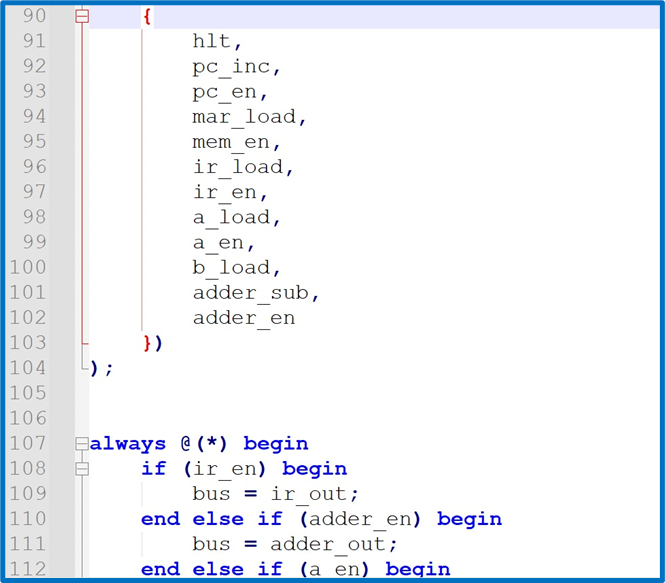 90 {
91 hlt,
92 pc_inc,
93 pc_en,
94 mar_load,
95 mem_en,
96 ir_load,
97 ir_en,
98 a_load,
99 a_en,
100 b_load,
101 adder_sub,
102 adder_en
103 })
104 );
105
106
107 always @(*) begin
108 if (ir_en) begin
109 bus = ir_out;
110 end else if (adder_en) begin
111 bus = adder_out;
112 end else if (a_en) begin